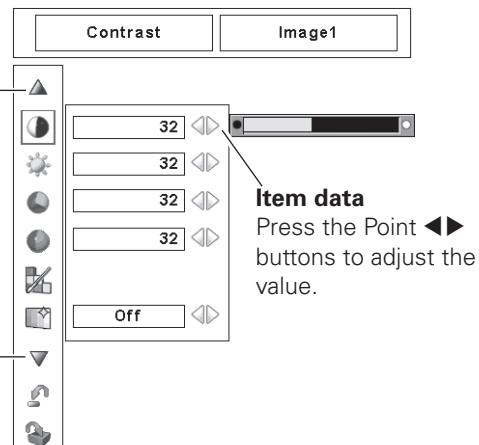 Contrast Image1
32
32
32
32
Off
Item data
Press the Point ◀▶
buttons to adjust the
value.